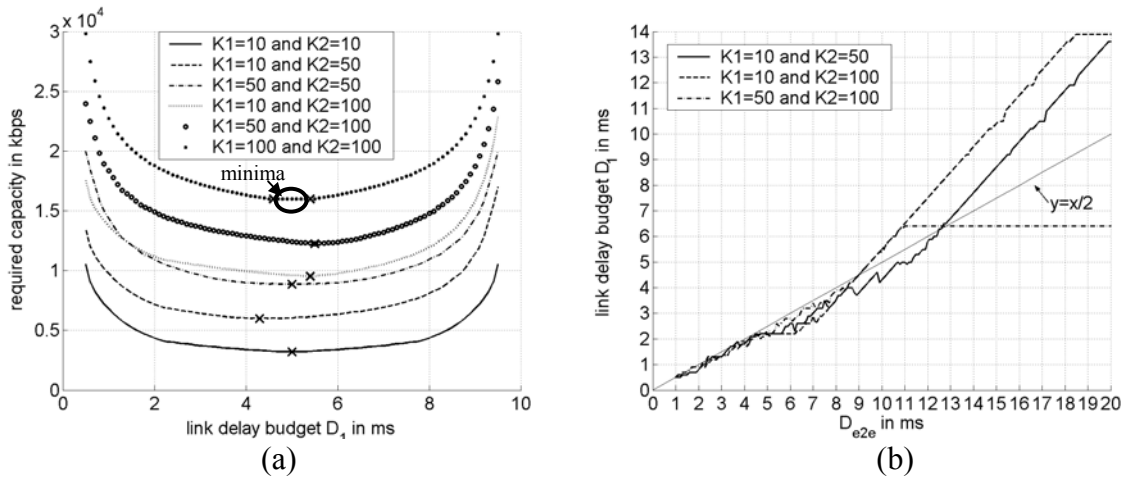 x 10⁴
3
2.5
2
1.5
1
0.5
0
0
2
4
6
8
10
required capacity in kbps
link delay budget D₁ in ms
K1=10 and K2=10
K1=10 and K2=50
K1=50 and K2=50
K1=10 and K2=100
K1=50 and K2=100
K1=100 and K2=100
minima
(a)
14
13
12
11
10
9
8
7
6
5
4
3
2
1
0
0 1 2 3 4 5 6 7 8 9 10 11 12 13 14 15 16 17 18 19 20
link delay budget D₁ in ms
D_e2e in ms
K1=10 and K2=50
K1=10 and K2=100
K1=50 and K2=100
y=x/2
(b)